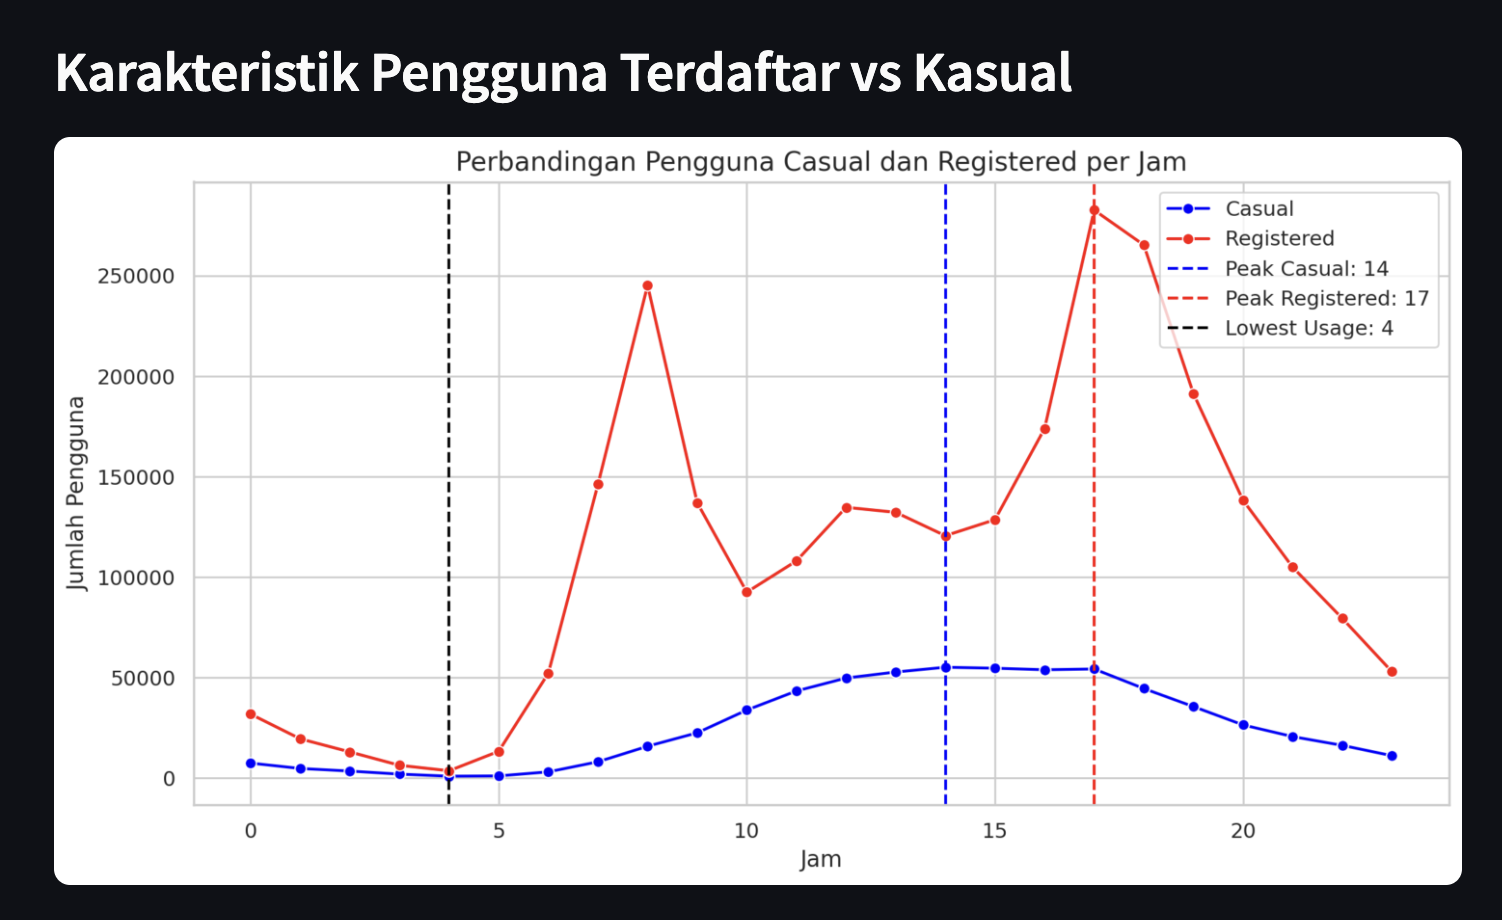 Karakteristik Pengguna Terdaftar vs Kasual
Perbandingan Pengguna Casual dan Registered per Jam
Casual
Registered
Peak Casual: 14
Peak Registered: 17
Lowest Usage: 4
Jumlah Pengguna
250000
200000
150000
100000
50000
0
0 5 10 15 20
Jam